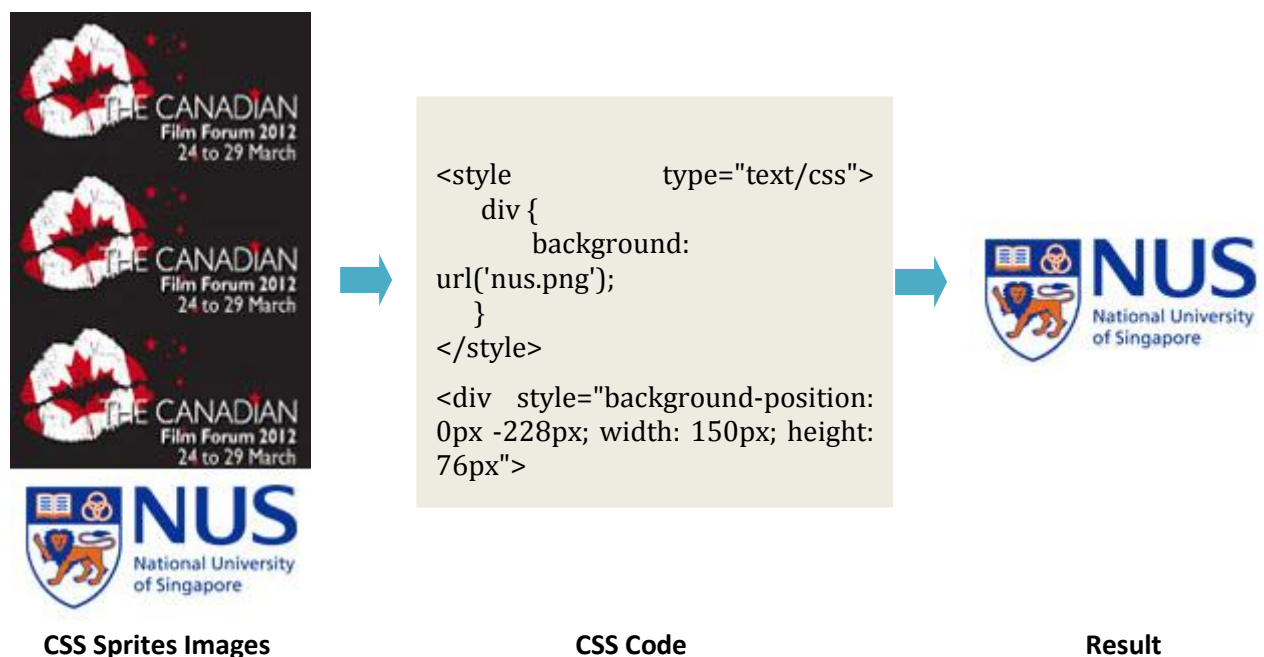 THE CANADIAN
Film Forum 2012
24 to 29 March
THE CANADIAN
Film Forum 2012
24 to 29 March
THE CANADIAN
Film Forum 2012
24 to 29 March
NUS
National University
of Singapore
CSS Sprites Images
<style type="text/css">
div {
background:
url('nus.png');
}
</style>
<div style="background-position:
0px -228px; width: 150px; height:
76px">
CSS Code
NUS
National University
of Singapore
Result